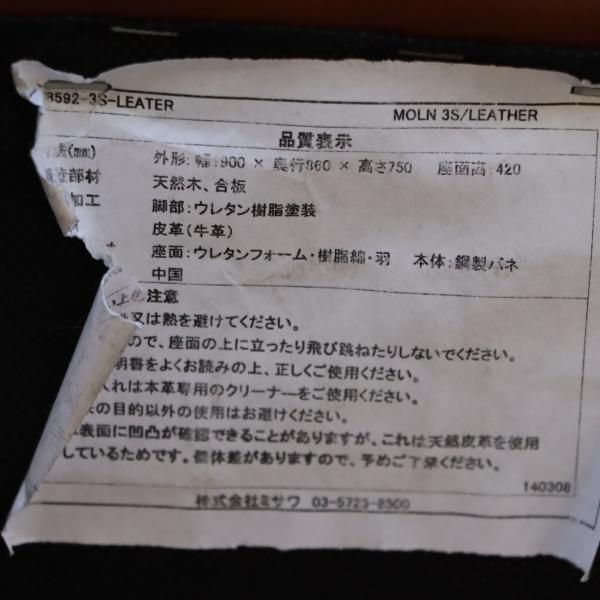 8592-3S-LEATER
MOLN 3S/LEATHER
品質表示
外形:幅1900 × 奥行860 × 高さ750 座面高:420
部材 天然木、合板
加工 脚部:ウレタン樹脂塗装
皮革(牛革)
座面:ウレタンフォーム・樹脂綿・羽 本体:鋼製バネ
中国
上の注意
又は熱を避けてください。
ので、座面の上に立ったり飛び跳ねたりしないでください。
明書をよくお読みの上、正しくご使用ください。
入れは本革専用のクリーナーをご使用ください。
の目的以外の使用はお避けください。
表面に凹凸が確認できることがありますが、これは天然皮革を使用
しているためです。個体差がありますので、予めご了承ください。
140308
株式会社ミサワ 03-5723-8500